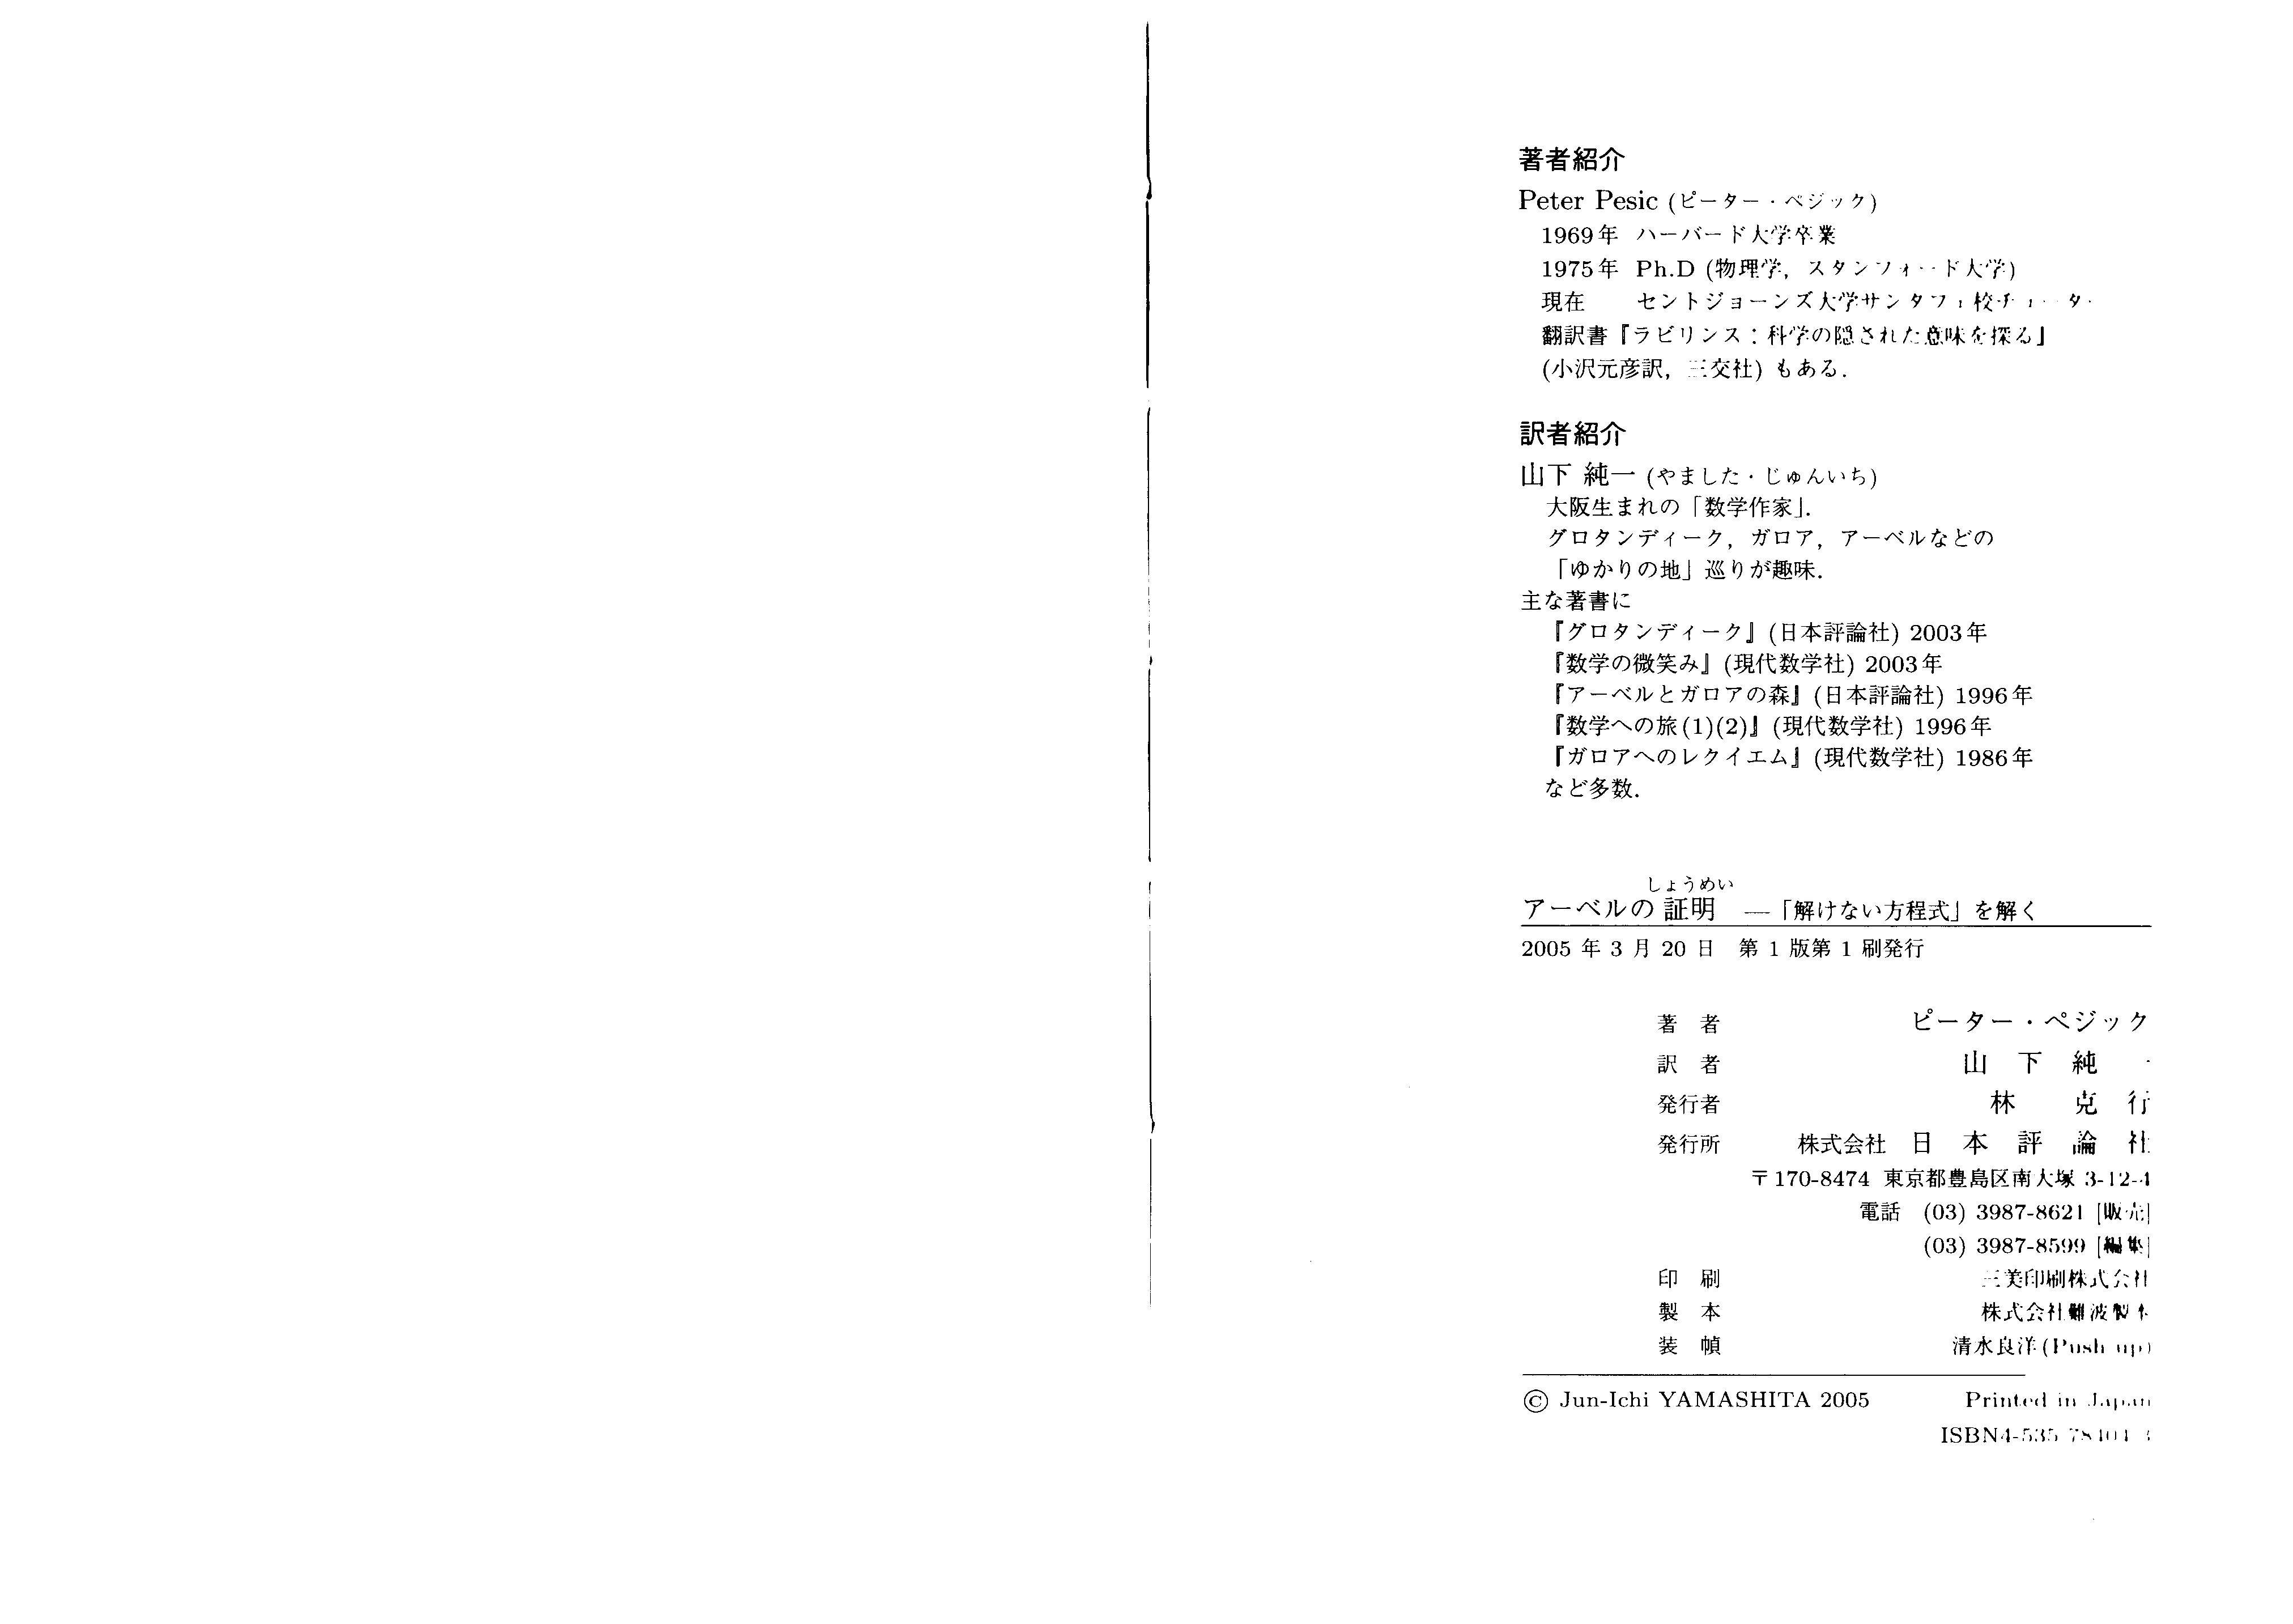 著者紹介
Peter Pesic (ピーター・ペジック)
1969年 ハーバード大学卒業
1975年 Ph.D (物理学, スタンフォード大学)
現在 セントジョーンズ大学サンタフェ校チューター
翻訳書『ラビリンス:科学の隠された意味を探る』
(小沢元彦訳, 三交社) もある.
訳者紹介
山下 純一 (やました・じゅんいち)
大阪生まれの「数学作家」.
グロタンディーク, ガロア, アーベルなどの
「ゆかりの地」巡りが趣味.
主な著書に
『グロタンディーク』(日本評論社) 2003年
『数学の微笑み』(現代数学社) 2003年
『アーベルとガロアの森』(日本評論社) 1996年
『数学への旅(1)(2)』(現代数学社) 1996年
『ガロアへのレクイエム』(現代数学社) 1986年
など多数.
しょうめい
アーベルの 証明 —「解けない方程式」を解く
2005 年 3 月 20 日 第 1 版第 1 刷発行
著 者 ピーター・ペジック
訳 者 山 下 純 一
発行者 林 克 行
発行所 株式会社 日 本 評 論 社
〒170-8474 東京都豊島区南大塚 3-12-4
電話 (03) 3987-8621 [販売]
(03) 3987-8599 [編集]
印 刷 三美印刷株式会社
製 本 株式会社難波製本
装 幀 清水良洋(Push-up)
© Jun-Ichi YAMASHITA 2005 Printed in Japan
ISBN4-535